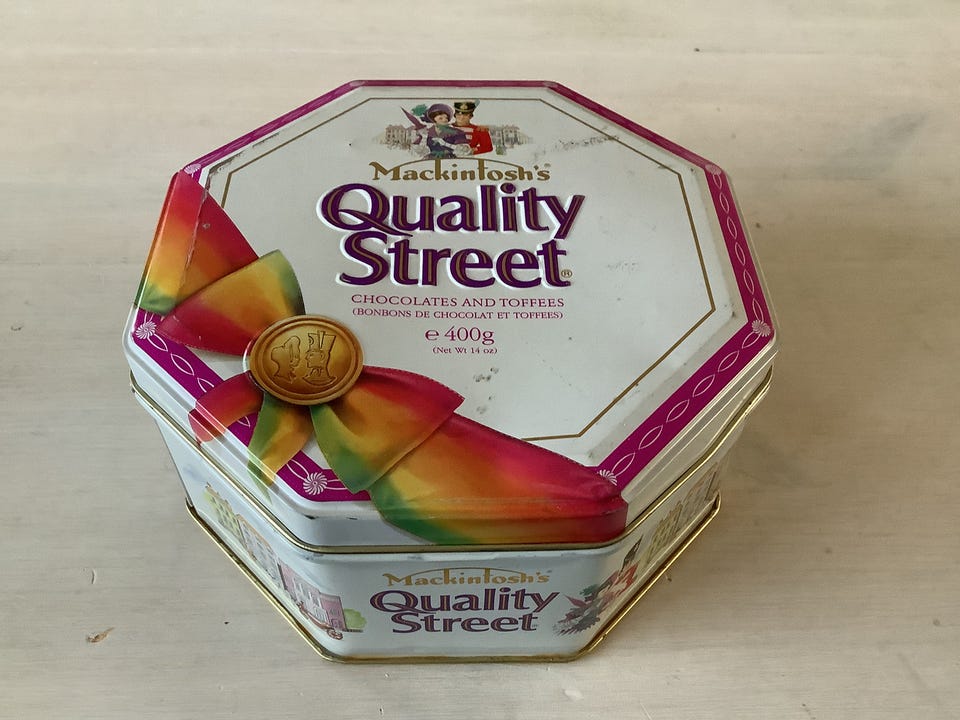 Mackintosh's
Quality
Street®
CHOCOLATES AND TOFFEES
(BONBONS DE CHOCOLAT ET TOFFEES)
℮ 400g
(Net Wt 14 oz)
Mackintosh's
Quality
Street